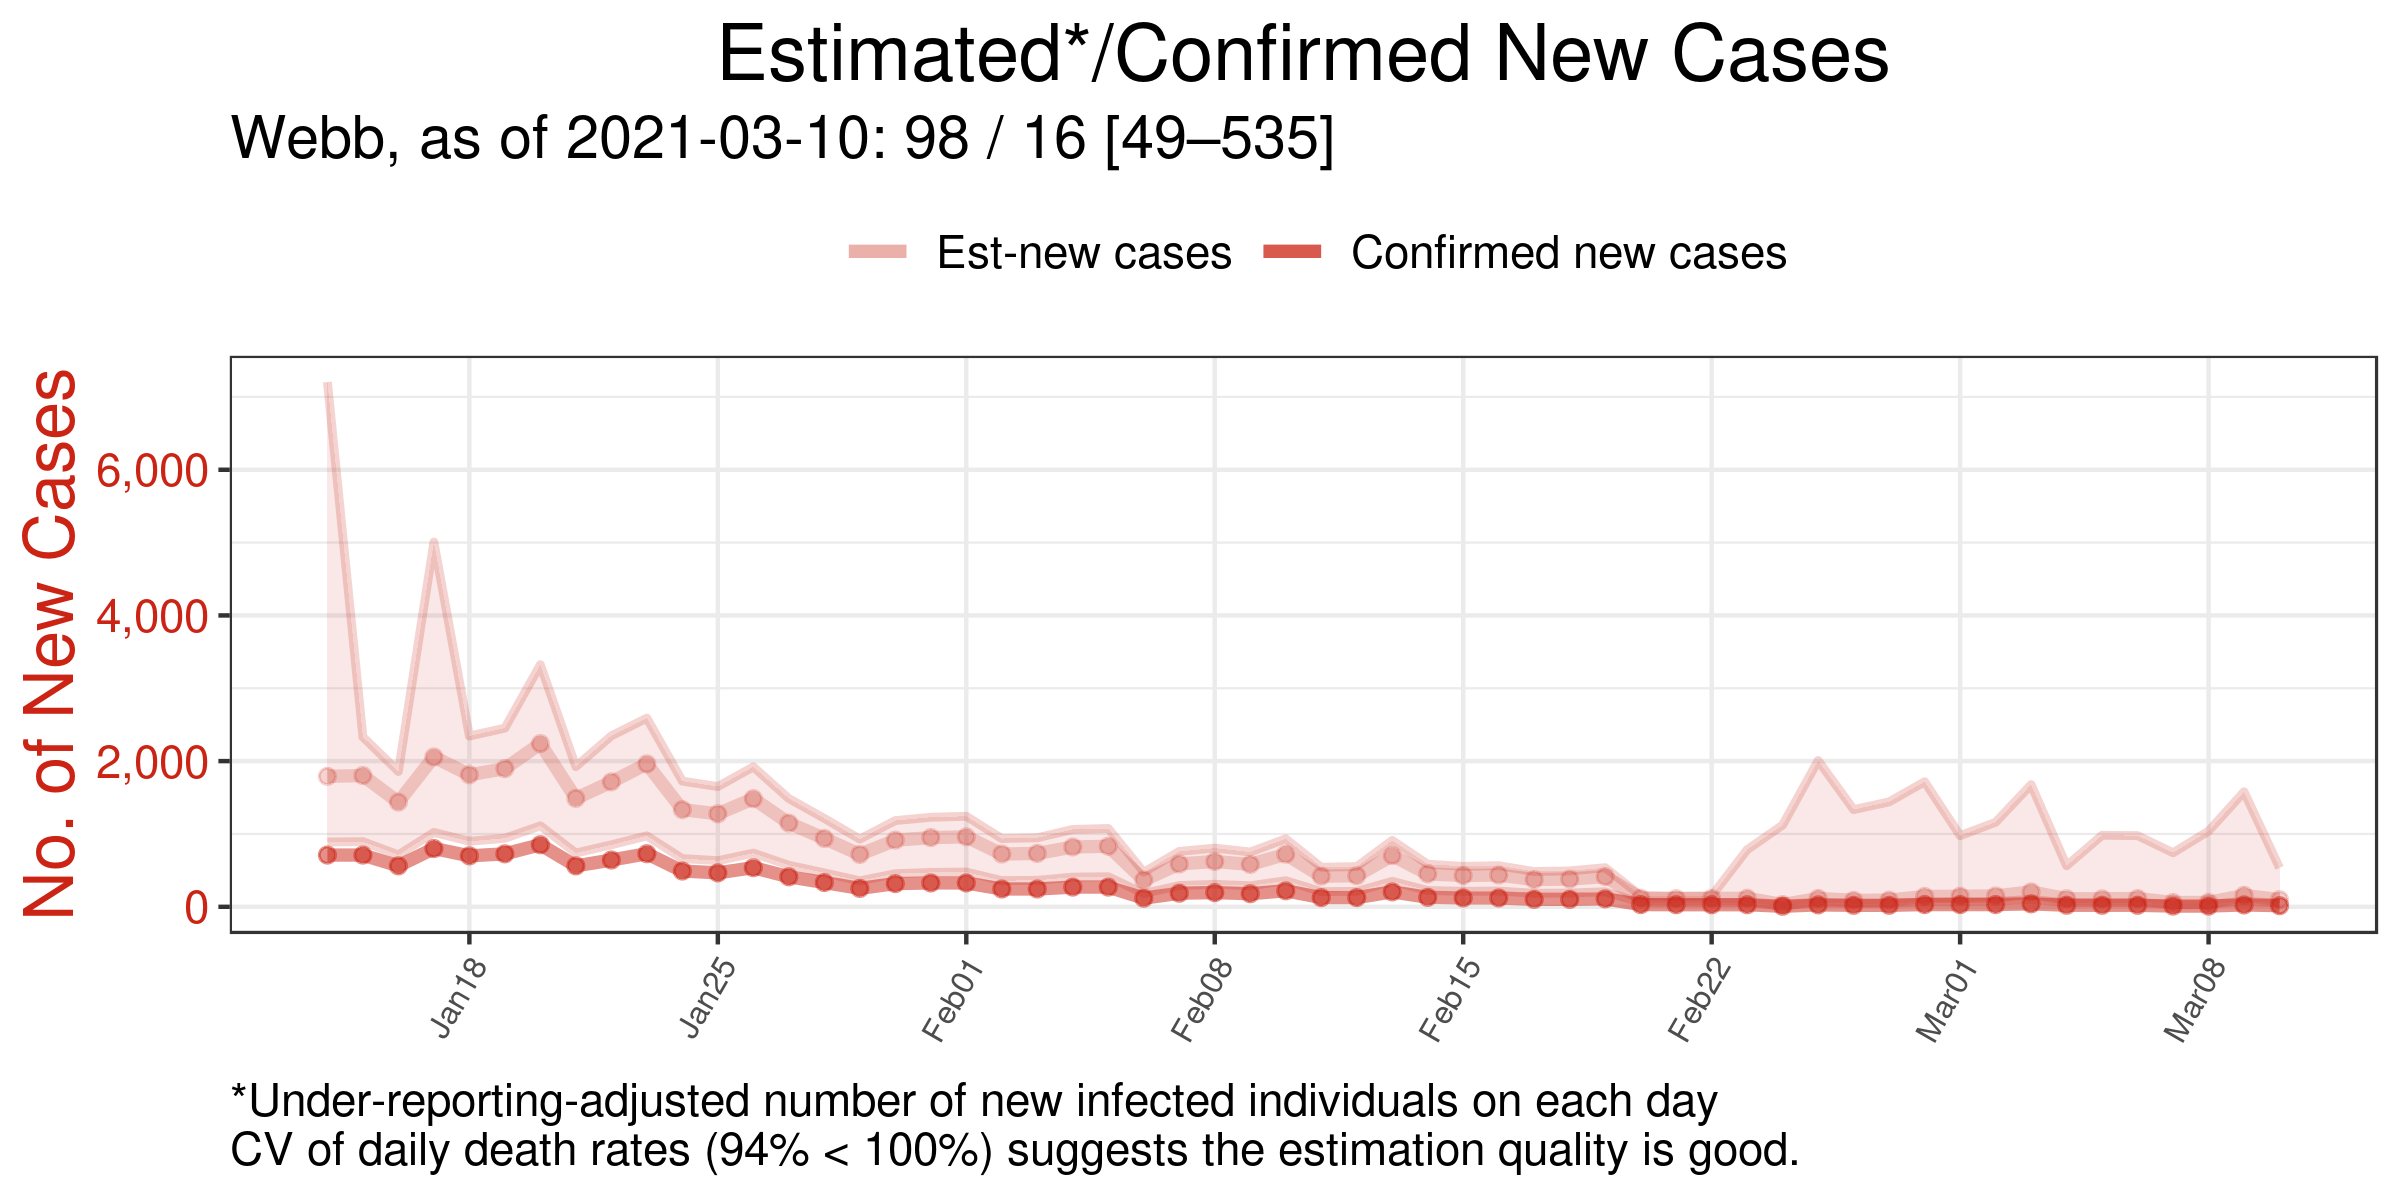 Estimated*/Confirmed New Cases
Webb, as of 2021-03-10: 98 / 16 [49–535]
Est-new cases
Confirmed new cases
No. of New Cases
6,000
4,000
2,000
0
Jan18
Jan25
Feb01
Feb08
Feb15
Feb22
Mar01
Mar08
*Under-reporting-adjusted number of new infected individuals on each day
CV of daily death rates (94% < 100%) suggests the estimation quality is good.